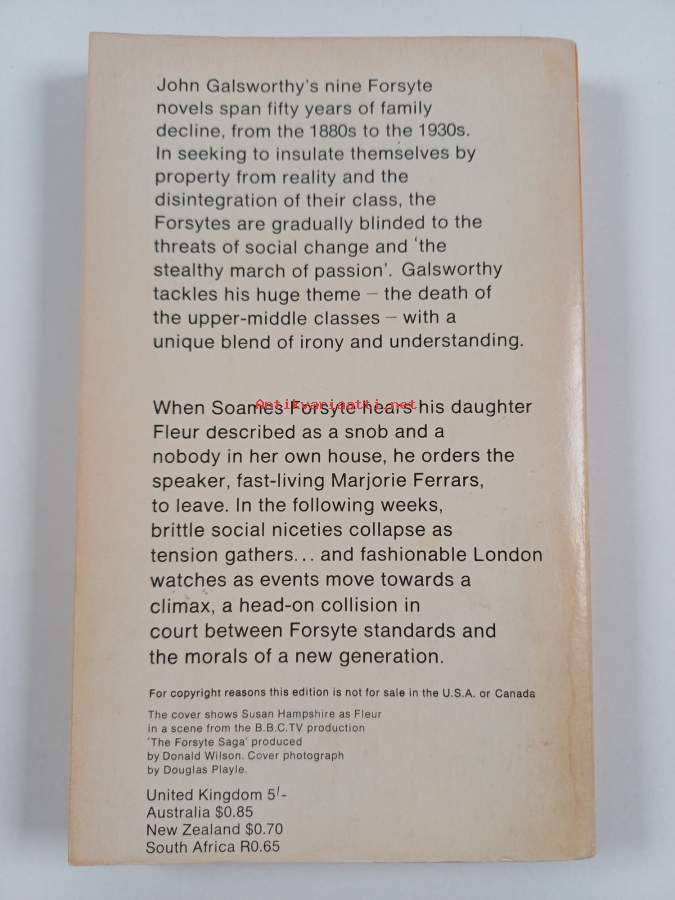 John Galsworthy's nine Forsyte
novels span fifty years of family
decline, from the 1880s to the 1930s.
In seeking to insulate themselves by
property from reality and the
disintegration of their class, the
Forsytes are gradually blinded to the
threats of social change and 'the
stealthy march of passion'. Galsworthy
tackles his huge theme – the death of
the upper-middle classes – with a
unique blend of irony and understanding.
When Soames Forsyte hears his daughter
Antikvariaatti.net
Fleur described as a snob and a
nobody in her own house, he orders the
speaker, fast-living Marjorie Ferrars,
to leave. In the following weeks,
brittle social niceties collapse as
tension gathers... and fashionable London
watches as events move towards a
climax, a head-on collision in
court between Forsyte standards and
the morals of a new generation.
For copyright reasons this edition is not for sale in the U.S.A. or Canada
The cover shows Susan Hampshire as Fleur
in a scene from the B.B.C.TV production
'The Forsyte Saga' produced
by Donald Wilson. Cover photograph
by Douglas Playle.
United Kingdom 5/-
Australia $0.85
New Zealand $0.70
South Africa R0.65